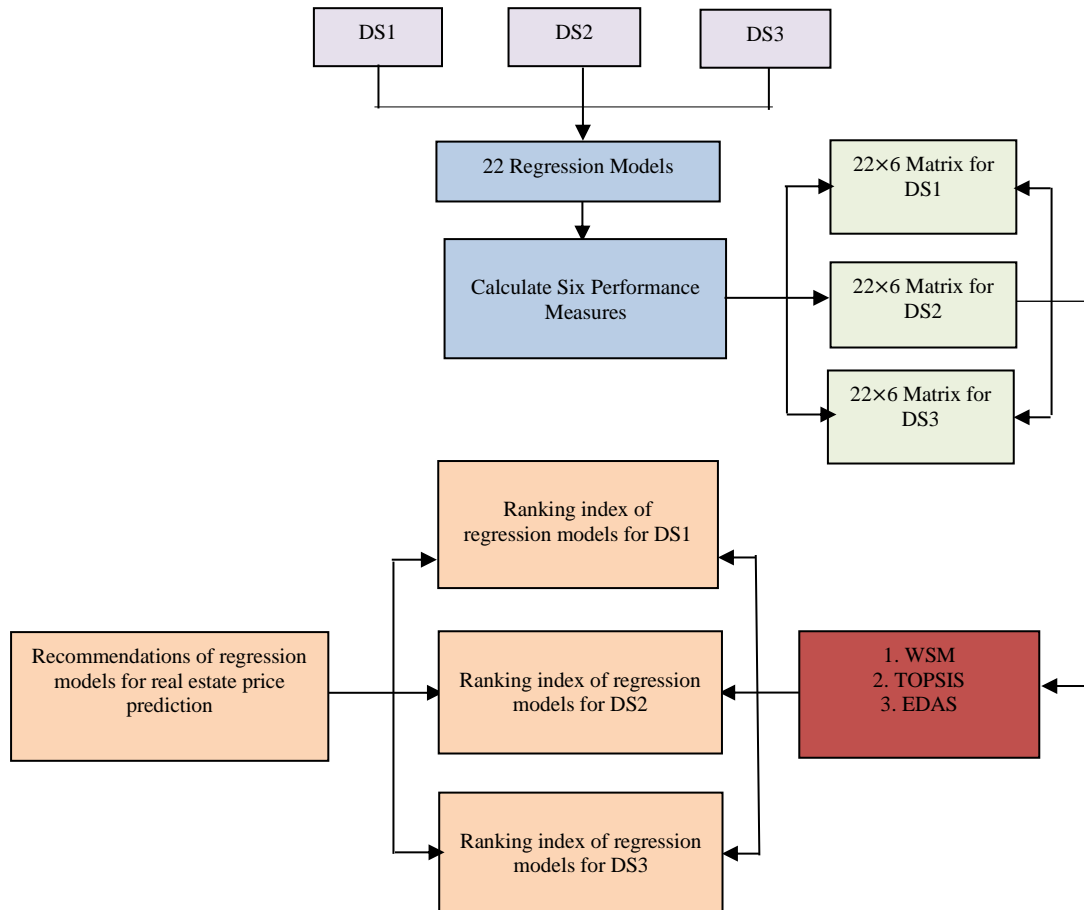 DS1
DS2
DS3
22 Regression Models
22×6 Matrix for
DS1
Calculate Six Performance
Measures
22×6 Matrix for
DS2
22×6 Matrix for
DS3
Ranking index of
regression models for DS1
Recommendations of regression
models for real estate price
prediction
Ranking index of regression
models for DS2
1. WSM
2. TOPSIS
3. EDAS
Ranking index of regression
models for DS3